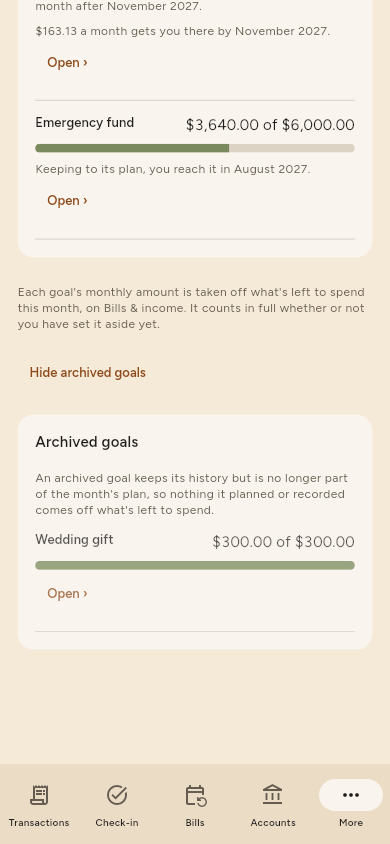 month after November 2027.
$163.13 a month gets you there by November 2027.
Open ›
Emergency fund $3,640.00 of $6,000.00
Keeping to its plan, you reach it in August 2027.
Open ›
Each goal's monthly amount is taken off what's left to spend
this month, on Bills & income. It counts in full whether or not
you have set it aside yet.
Hide archived goals
Archived goals
An archived goal keeps its history but is no longer part
of the month's plan, so nothing it planned or recorded
comes off what's left to spend.
Wedding gift $300.00 of $300.00
Open ›
Transactions Check-in Bills Accounts More